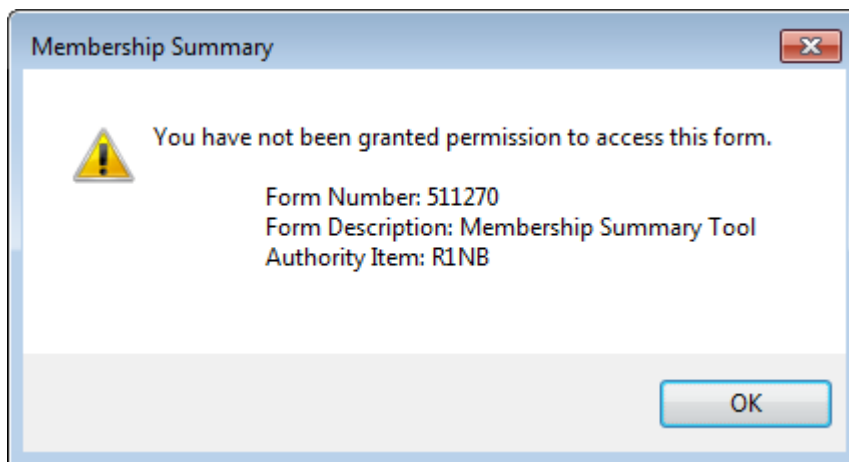 Membership Summary
You have not been granted permission to access this form.
Form Number: 511270
Form Description: Membership Summary Tool
Authority Item: R1NB
OK